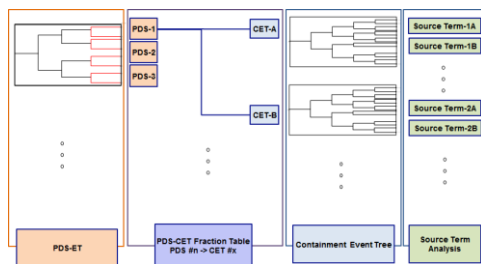 PDS-1
PDS-2
PDS-3
CET-A
CET-B
Source Term-1A
Source Term-1B
Source Term-2A
Source Term-2B
PDS-ET
PDS-CET Fraction Table
PDS #n -> CET #x
Containment Event Tree
Source Term
Analysis